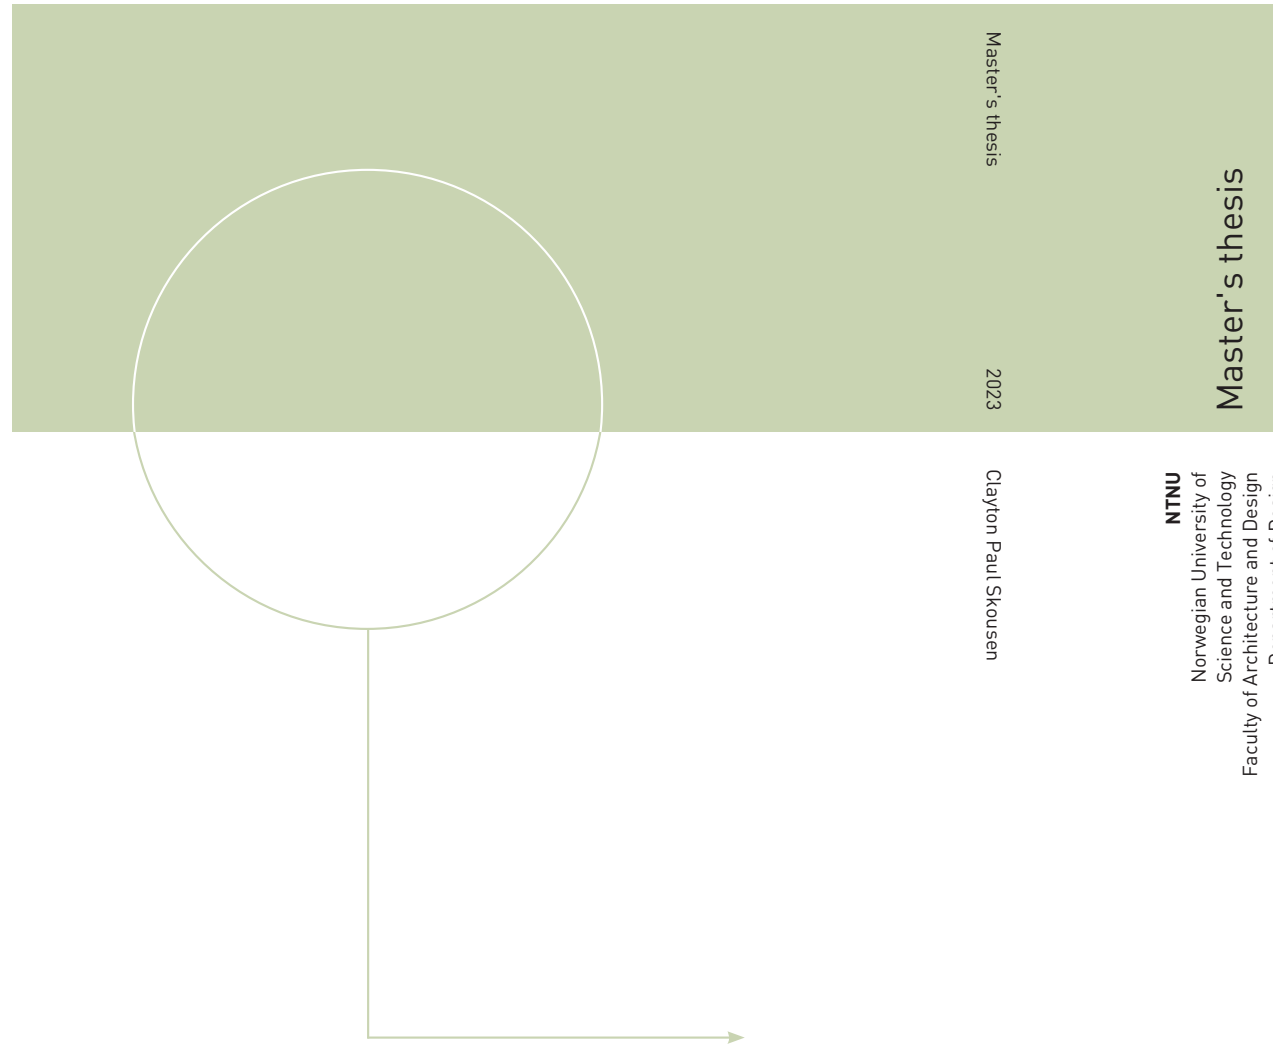 Master's thesis
2023
Clayton Paul Skousen
Master's thesis
NTNU
Norwegian University of
Science and Technology
Faculty of Architecture and Design